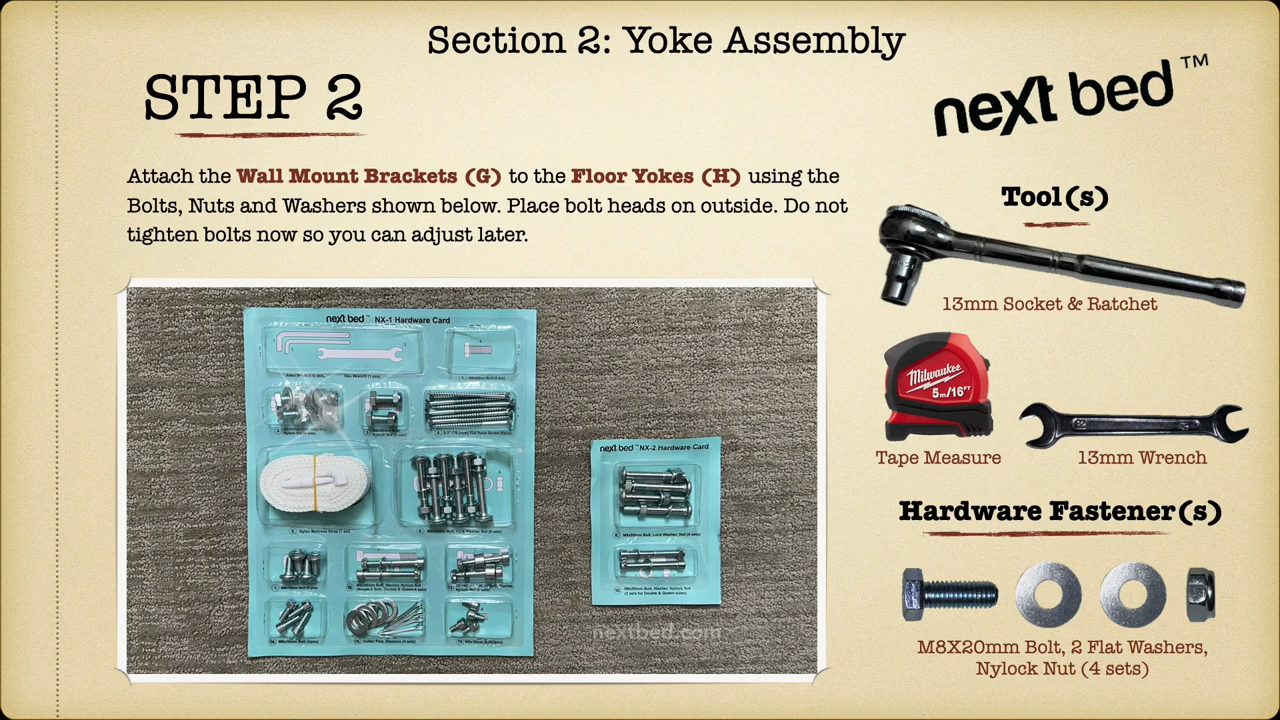 Section 2: Yoke Assembly
STEP 2
next bed™
Attach the Wall Mount Brackets (G) to the Floor Yokes (H) using the
Bolts, Nuts and Washers shown below. Place bolt heads on outside. Do not
tighten bolts now so you can adjust later.
Tool(s)
13mm Socket & Ratchet
Milwaukee
5m/16FT
Tape Measure
13mm Wrench
Hardware Fastener(s)
M8X20mm Bolt, 2 Flat Washers,
Nylock Nut (4 sets)
next bed™ NX-1 Hardware Card
next bed™ NX-2 Hardware Card
nextbed.com